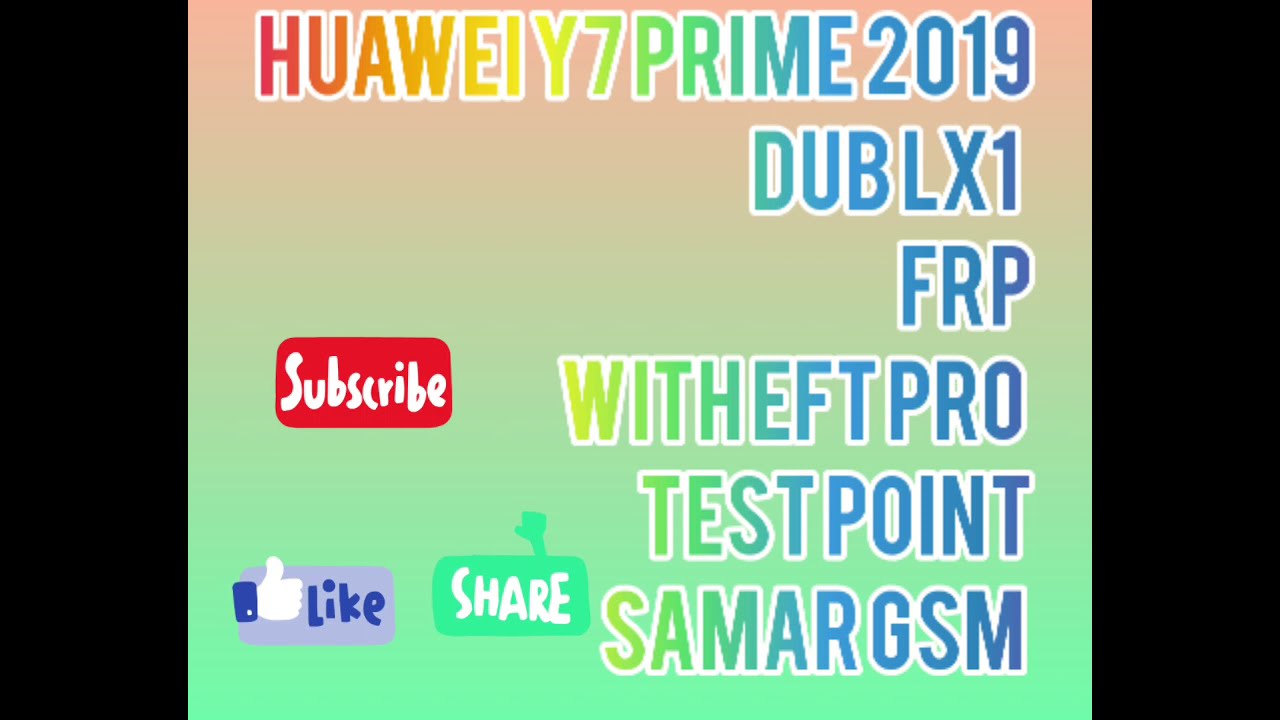 HUAWEI Y7 PRIME 2019
DUB LX1
FRP
Subscribe
WITH EFT PRO
TEST POINT
Like
SHARE
SAMAR GSM